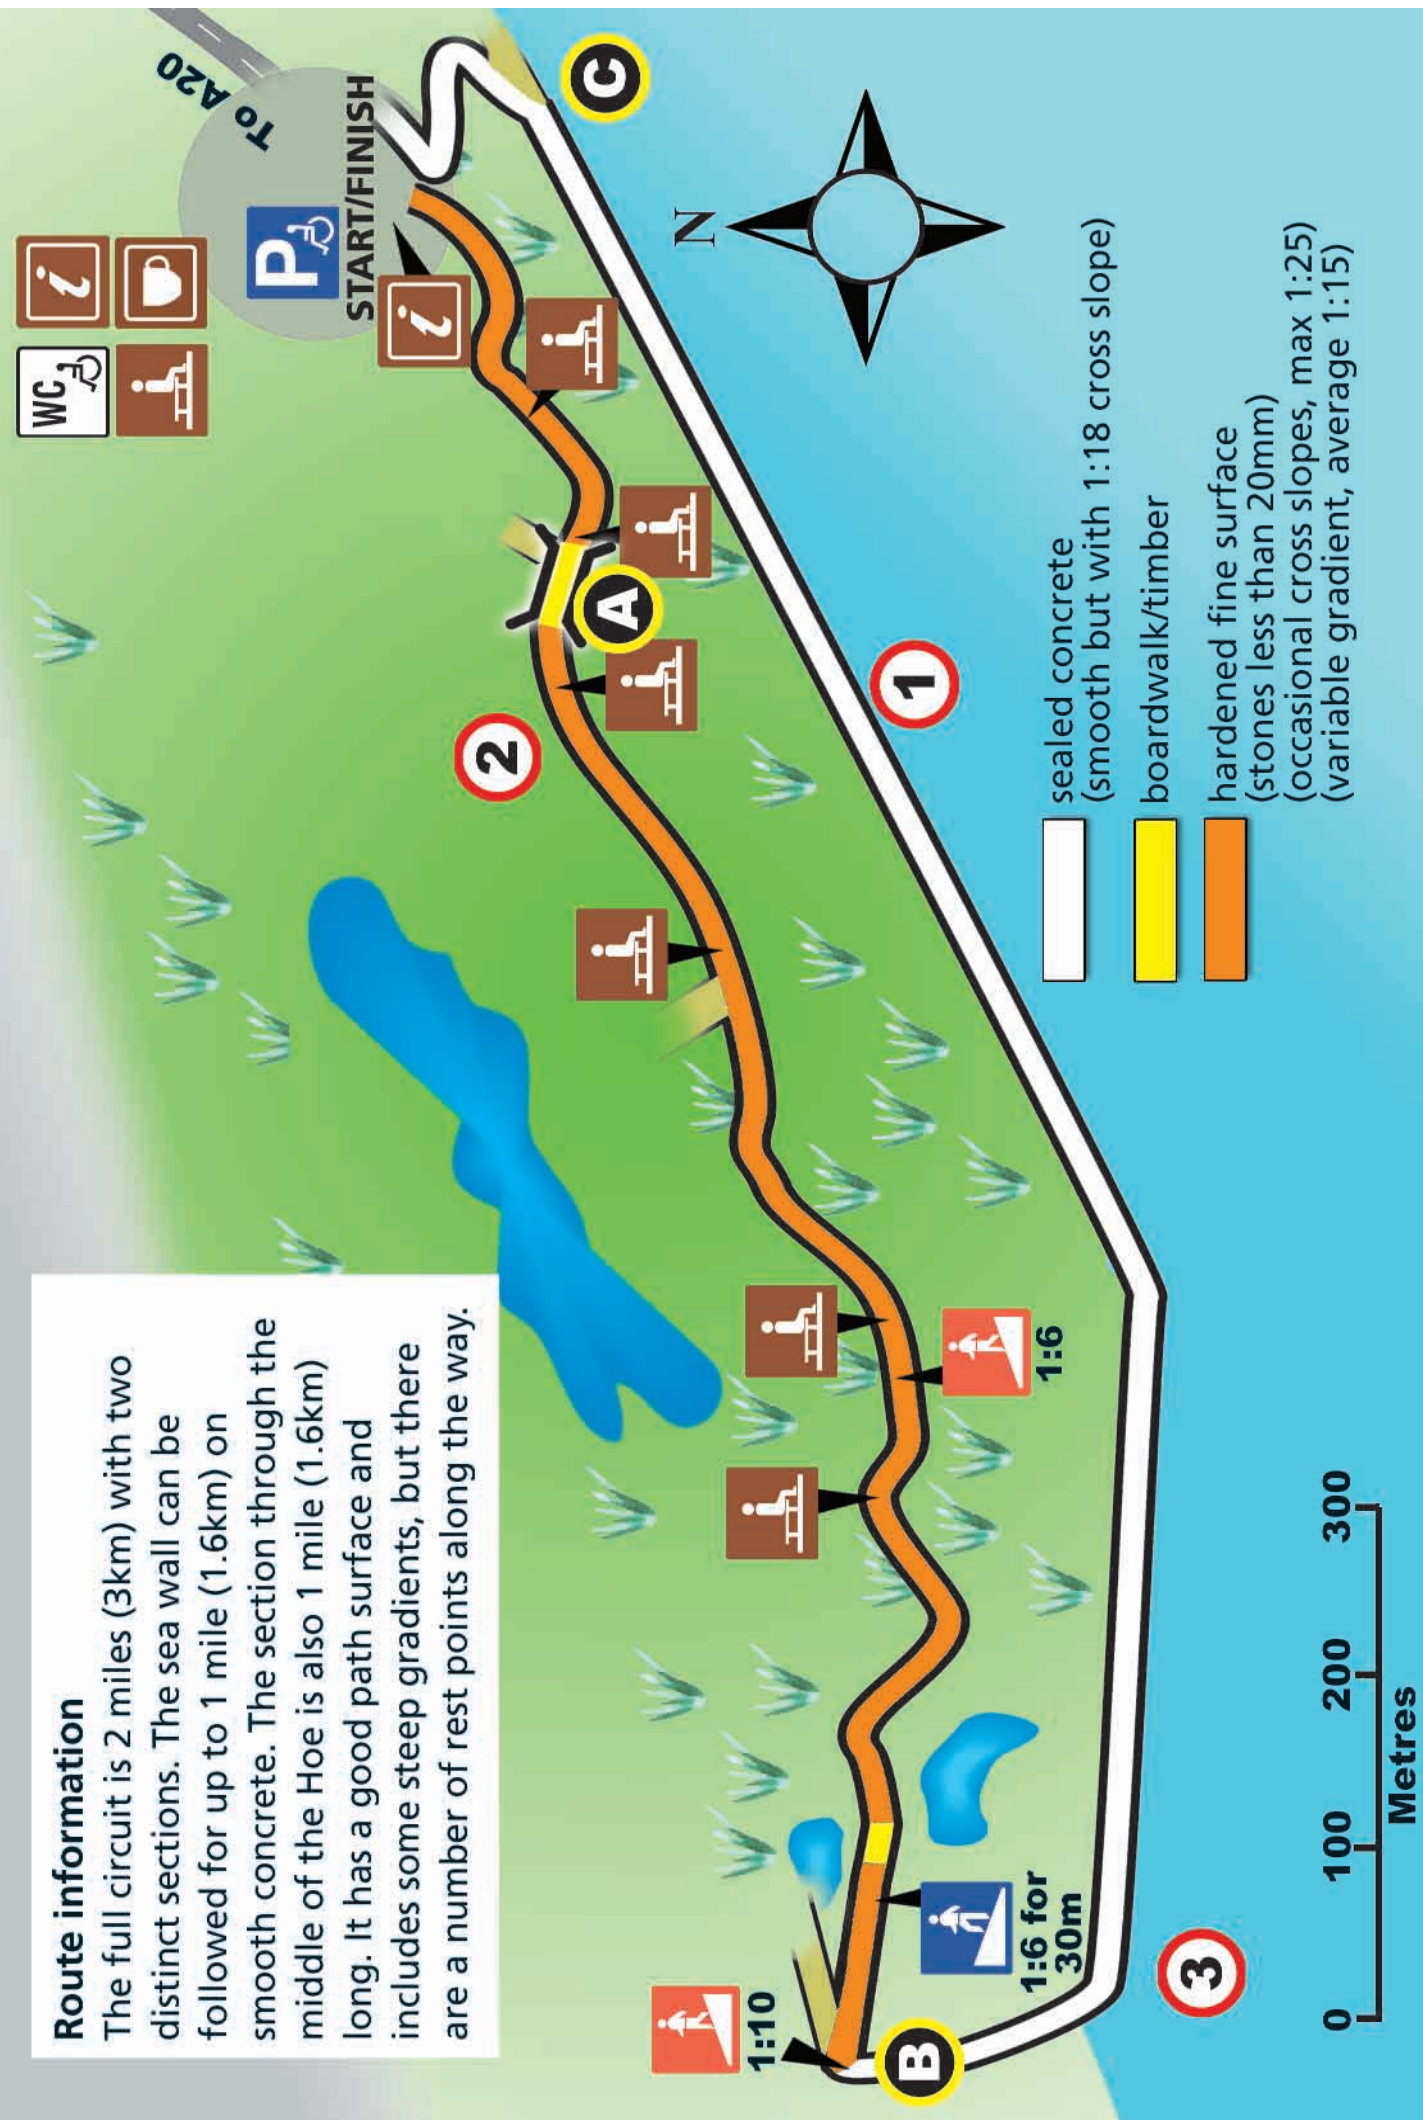 Route information
The full circuit is 2 miles (3km) with two
distinct sections. The sea wall can be
followed for up to 1 mile (1.6km) on
smooth concrete. The section through the
middle of the Hoe is also 1 mile (1.6km)
long. It has a good path surface and
includes some steep gradients, but there
are a number of rest points along the way.
WC
i
To A20
P
START/FINISH
i
C
N
A
2
1
1:6
1:10
1:6 for
30m
B
3
sealed concrete
(smooth but with 1:18 cross slope)
boardwalk/timber
hardened fine surface
(stones less than 20mm)
(occasional cross slopes, max 1:25)
(variable gradient, average 1:15)
0 100 200 300
Metres